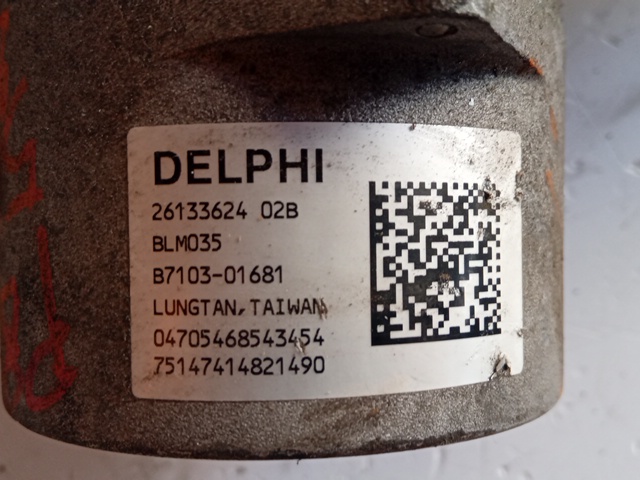 DELPHI
26133624 02B
BLM035
B7103-01681
LUNGTAN,TAIWAN
04705468543454
75147414821490